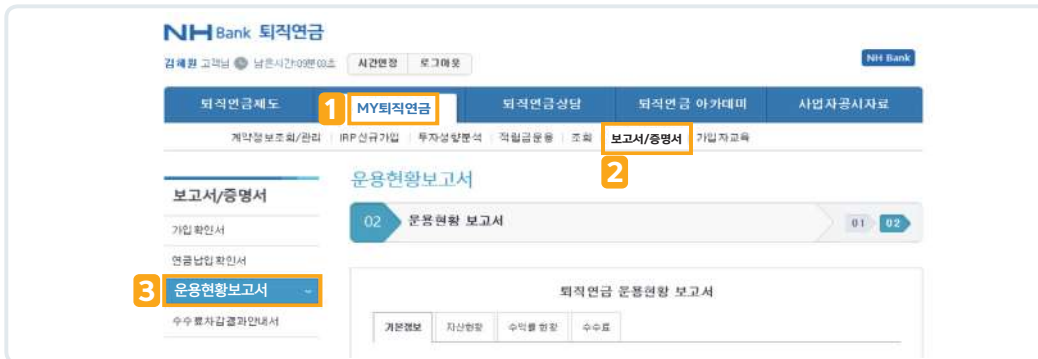 NH Bank 퇴직연금
김혜원 고객님 남은시간:09분03초 시간연장 로그아웃 NH Bank
퇴직연금제도 1 MY퇴직연금 퇴직연금상담 퇴직연금 아카데미 사업자공시자료
계약정보조회/관리 IRP신규가입 투자성향분석 적립금운용 조회 보고서/증명서 가입자교육
2
운용현황보고서
보고서/증명서
02 운용현황 보고서 01 02
가입확인서
연금납입확인서
3 운용현황보고서
퇴직연금 운용현황 보고서
수수료차감결과안내서
기본정보 자산현황 수익률현황 수수료